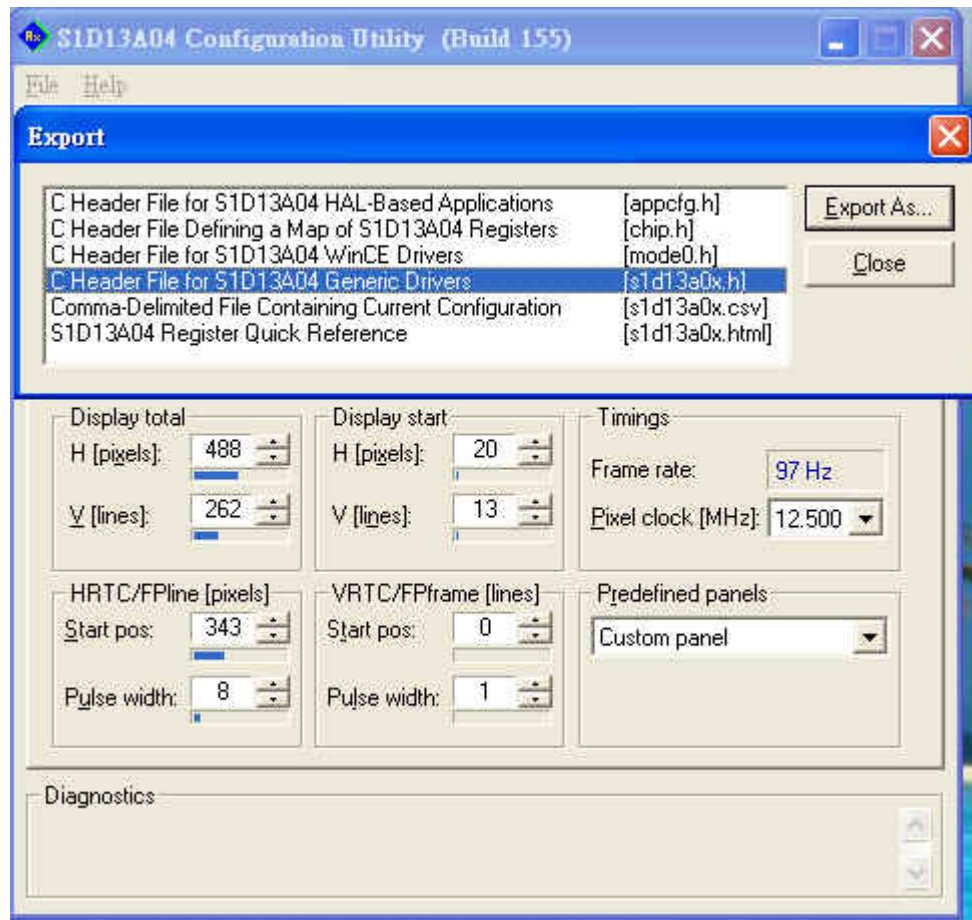 S1D13A04 Configuration Utility (Build 155)
File Help
Export
C Header File for S1D13A04 HAL-Based Applications [appcfg.h]
C Header File Defining a Map of S1D13A04 Registers [chip.h]
C Header File for S1D13A04 WinCE Drivers [mode0.h]
C Header File for S1D13A04 Generic Drivers [s1d13a0x.h]
Comma-Delimited File Containing Current Configuration [s1d13a0x.csv]
S1D13A04 Register Quick Reference [s1d13a0x.html]
Export As...
Close
Display total
H [pixels]: 488
V [lines]: 262
Display start
H [pixels]: 20
V [lines]: 13
Timings
Frame rate: 97 Hz
Pixel clock [MHz]: 12.500
HRTC/FPline [pixels]
Start pos: 343
Pulse width: 8
VRTC/FPframe [lines]
Start pos: 0
Pulse width: 1
Predefined panels
Custom panel
Diagnostics